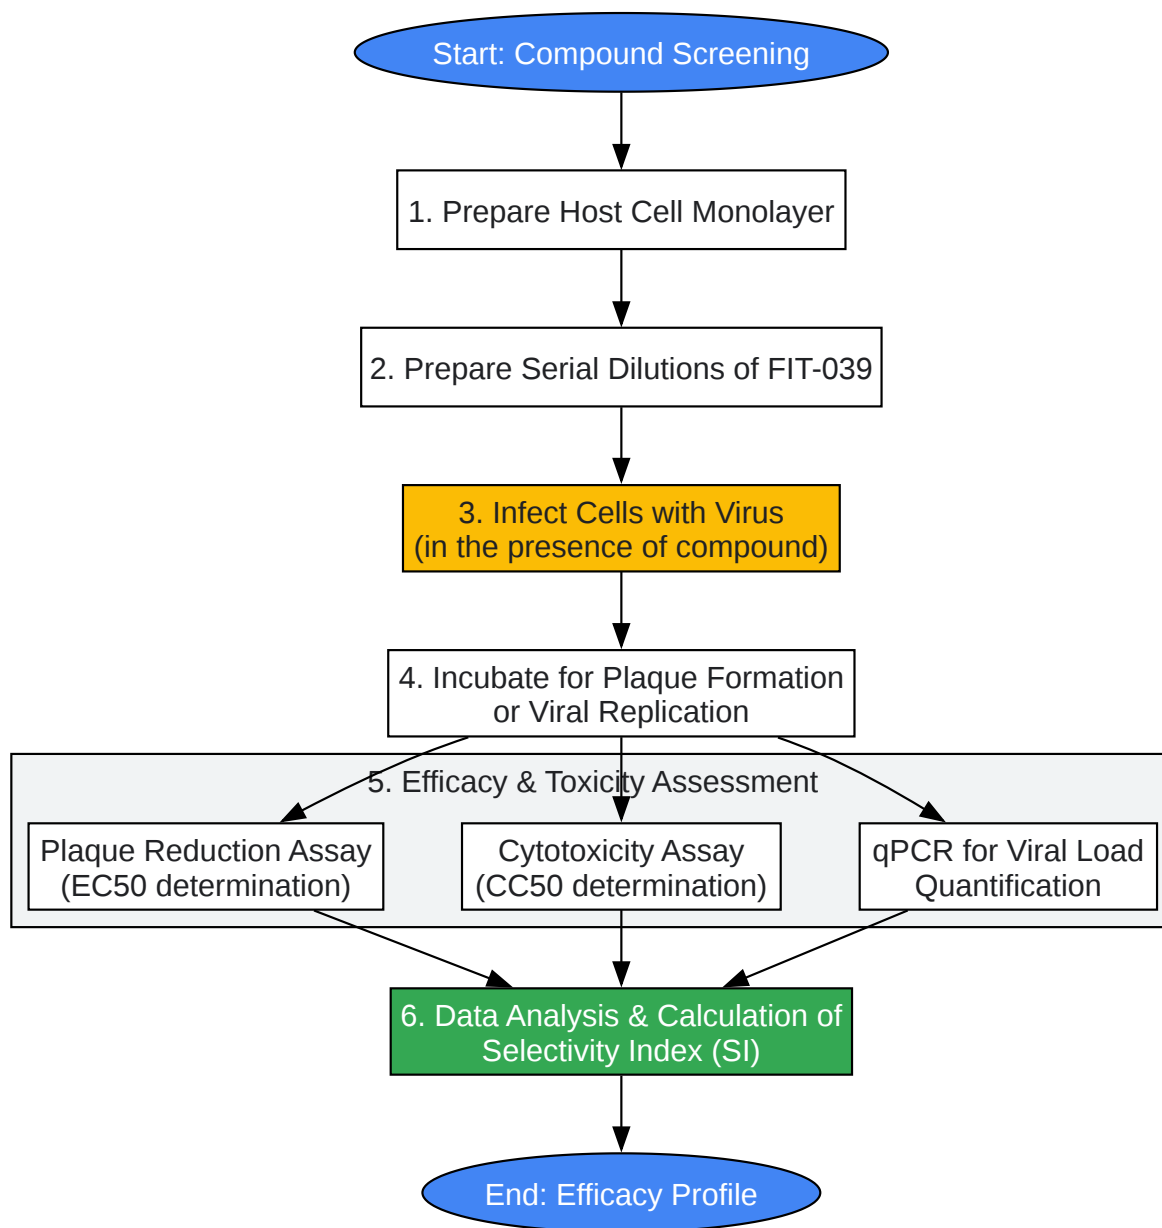 Start: Compound Screening
1. Prepare Host Cell Monolayer
2. Prepare Serial Dilutions of FIT-039
3. Infect Cells with Virus
(in the presence of compound)
4. Incubate for Plaque Formation
or Viral Replication
5. Efficacy & Toxicity Assessment
Plaque Reduction Assay
(EC50 determination)
Cytotoxicity Assay
(CC50 determination)
qPCR for Viral Load
Quantification
6. Data Analysis & Calculation of
Selectivity Index (SI)
End: Efficacy Profile